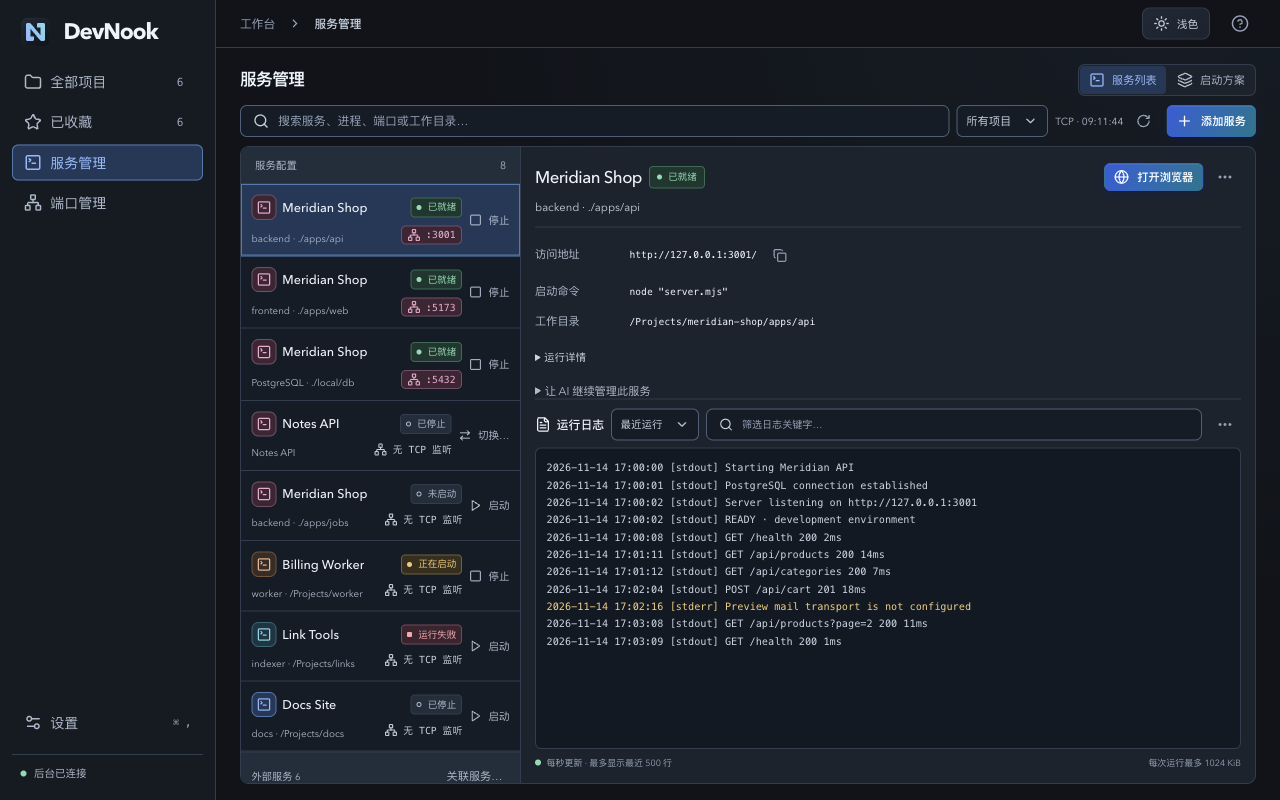 DevNook
全部项目 6
已收藏 6
服务管理
端口管理
设置 ⌘ ,
后台已连接
工作台 > 服务管理
浅色
服务管理
服务列表
启动方案
搜索服务、进程、端口或工作目录…
所有项目
TCP · 09:11:44
添加服务
服务配置 8
Meridian Shop 已就绪
停止
backend · ./apps/api :3001
Meridian Shop 已就绪
停止
frontend · ./apps/web :5173
Meridian Shop 已就绪
停止
PostgreSQL · ./local/db :5432
Notes API 已停止
切换…
Notes API 无 TCP 监听
Meridian Shop 未启动
启动
backend · ./apps/jobs 无 TCP 监听
Billing Worker 正在启动
停止
worker · /Projects/worker 无 TCP 监听
Link Tools 运行失败
启动
indexer · /Projects/links 无 TCP 监听
Docs Site 已停止
启动
docs · /Projects/docs 无 TCP 监听
外部服务 6 关联服务…
Meridian Shop 已就绪
打开浏览器
backend · ./apps/api
访问地址 http://127.0.0.1:3001/
启动命令 node "server.mjs"
工作目录 /Projects/meridian-shop/apps/api
运行详情
让 AI 继续管理此服务
运行日志
最近运行
筛选日志关键字…
2026-11-14 17:00:00 [stdout] Starting Meridian API
2026-11-14 17:00:01 [stdout] PostgreSQL connection established
2026-11-14 17:00:02 [stdout] Server listening on http://127.0.0.1:3001
2026-11-14 17:00:02 [stdout] READY · development environment
2026-11-14 17:00:08 [stdout] GET /health 200 2ms
2026-11-14 17:01:11 [stdout] GET /api/products 200 14ms
2026-11-14 17:01:12 [stdout] GET /api/categories 200 7ms
2026-11-14 17:02:04 [stdout] POST /api/cart 201 18ms
2026-11-14 17:02:16 [stderr] Preview mail transport is not configured
2026-11-14 17:03:08 [stdout] GET /api/products?page=2 200 11ms
2026-11-14 17:03:09 [stdout] GET /health 200 1ms
每秒更新 · 最多显示最近 500 行
每次运行最多 1024 KiB